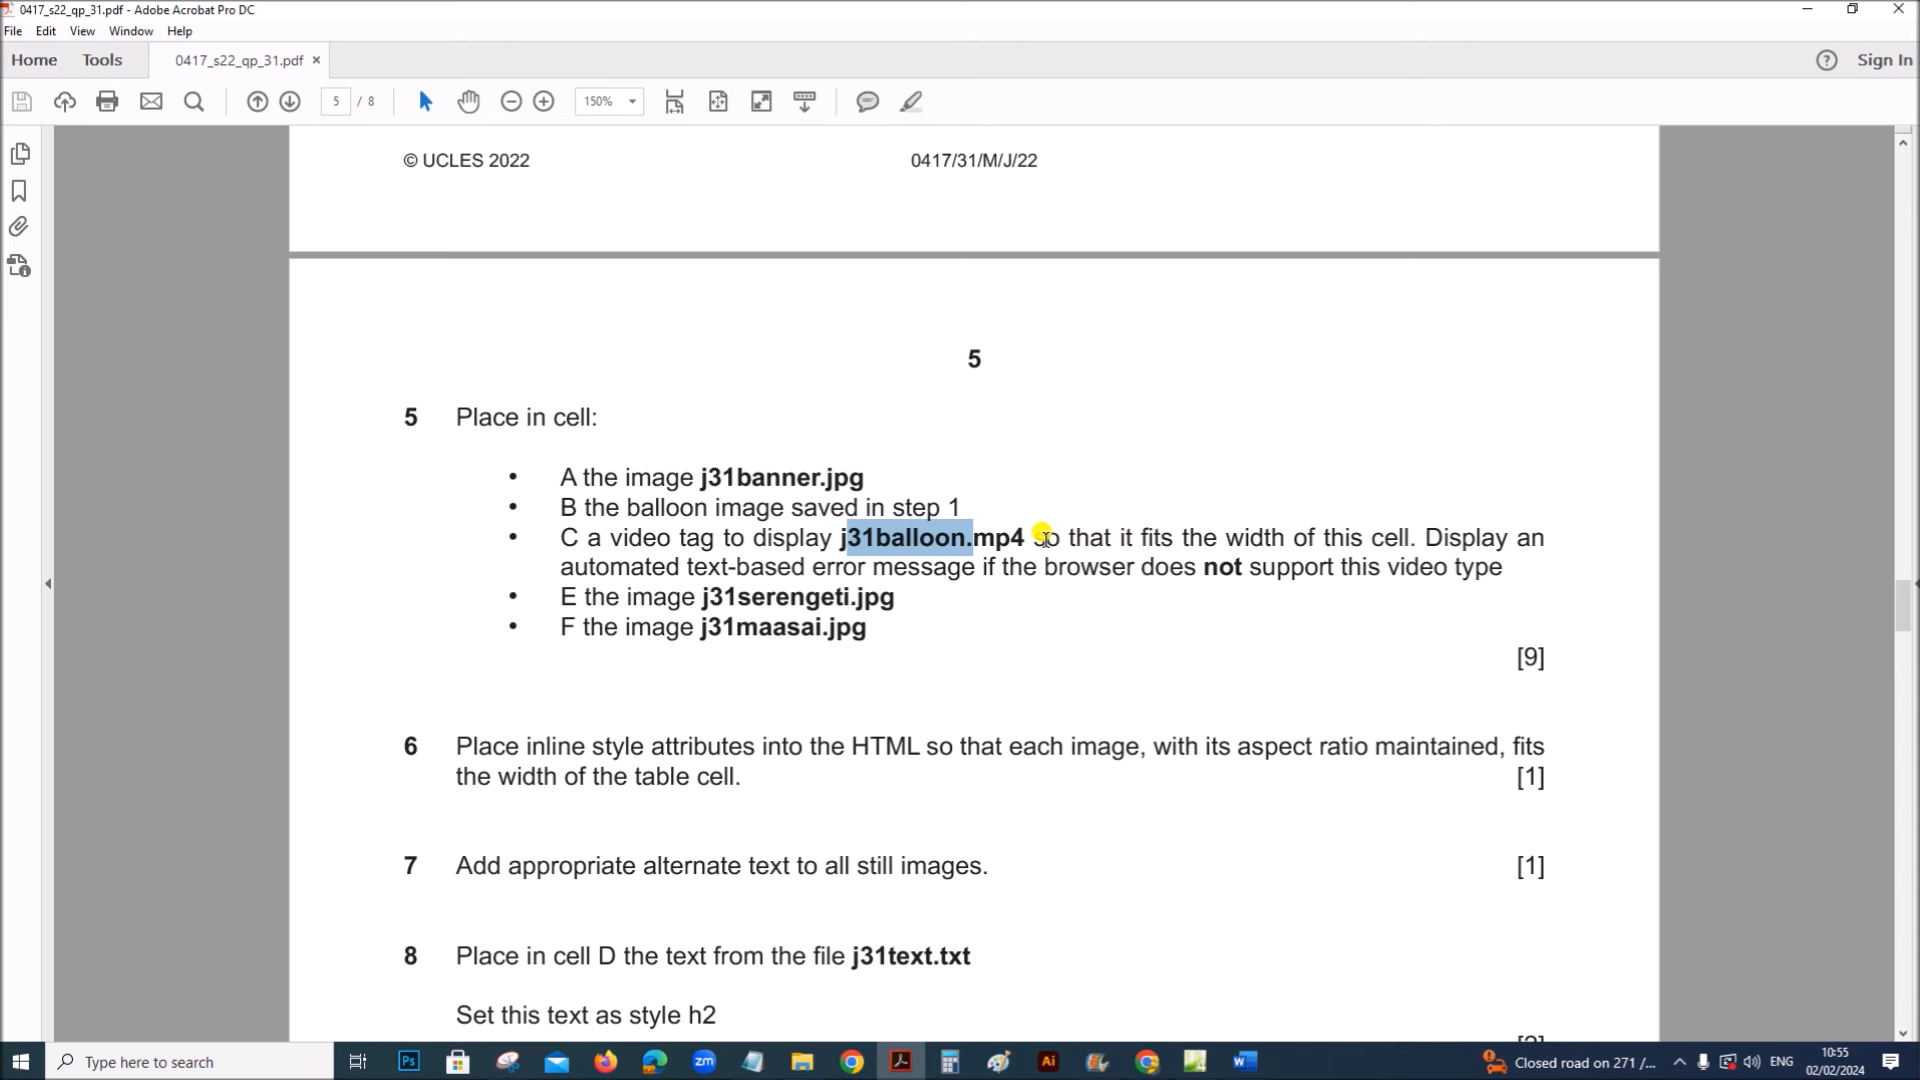 0417_s22_qp_31.pdf - Adobe Acrobat Pro DC
File Edit View Window Help
Home Tools 0417_s22_qp_31.pdf × Sign In
5 / 8 150%
© UCLES 2022 0417/31/M/J/22
5
5 Place in cell:
• A the image j31banner.jpg
• B the balloon image saved in step 1
• C a video tag to display j31balloon.mp4 so that it fits the width of this cell. Display an
automated text-based error message if the browser does not support this video type
• E the image j31serengeti.jpg
• F the image j31maasai.jpg
[9]
6 Place inline style attributes into the HTML so that each image, with its aspect ratio maintained, fits
the width of the table cell. [1]
7 Add appropriate alternate text to all still images. [1]
8 Place in cell D the text from the file j31text.txt
Set this text as style h2
Type here to search Ps zm Ai W Closed road on 271 /... ENG 10:55
02/02/2024